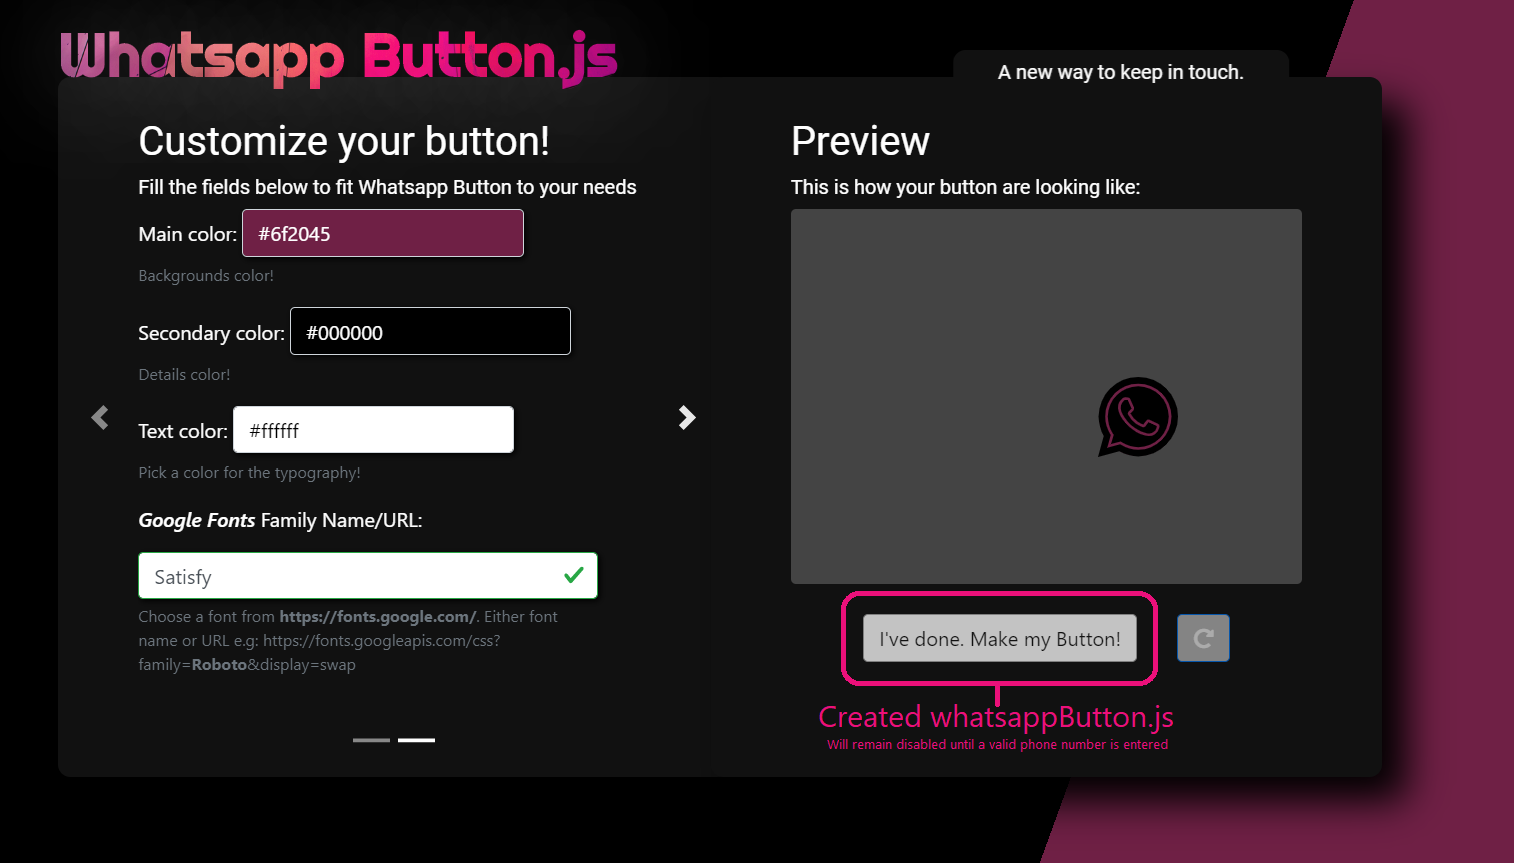 Whatsapp Button.js
A new way to keep in touch.
Customize your button!
Fill the fields below to fit Whatsapp Button to your needs
Main color: #6f2045
Backgrounds color!
Secondary color: #000000
Details color!
Text color: #ffffff
Pick a color for the typography!
Google Fonts Family Name/URL:
Satisfy
Choose a font from https://fonts.google.com/. Either font
name or URL e.g: https://fonts.googleapis.com/css?
family=Roboto&display=swap
Preview
This is how your button are looking like:
I've done. Make my Button!
Created whatsappButton.js
Will remain disabled until a valid phone number is entered